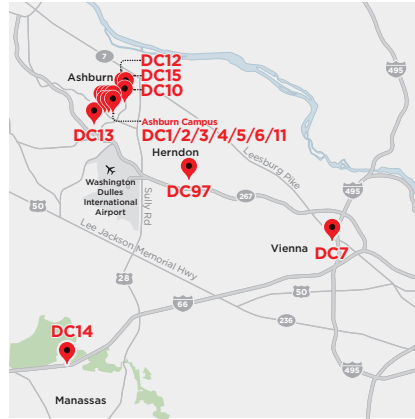 DC12
7
Ashburn
DC15
495
DC10
Ashburn Campus
DC1/2/3/4/5/6/11
DC13
Herndon
Leesburg Pike
Washington
Dulles
International
Airport
DC97
Sully Rd
267
495
50
Lee Jackson Memorial Hwy
Vienna
DC7
28
50
66
236
DC14
495
Manassas